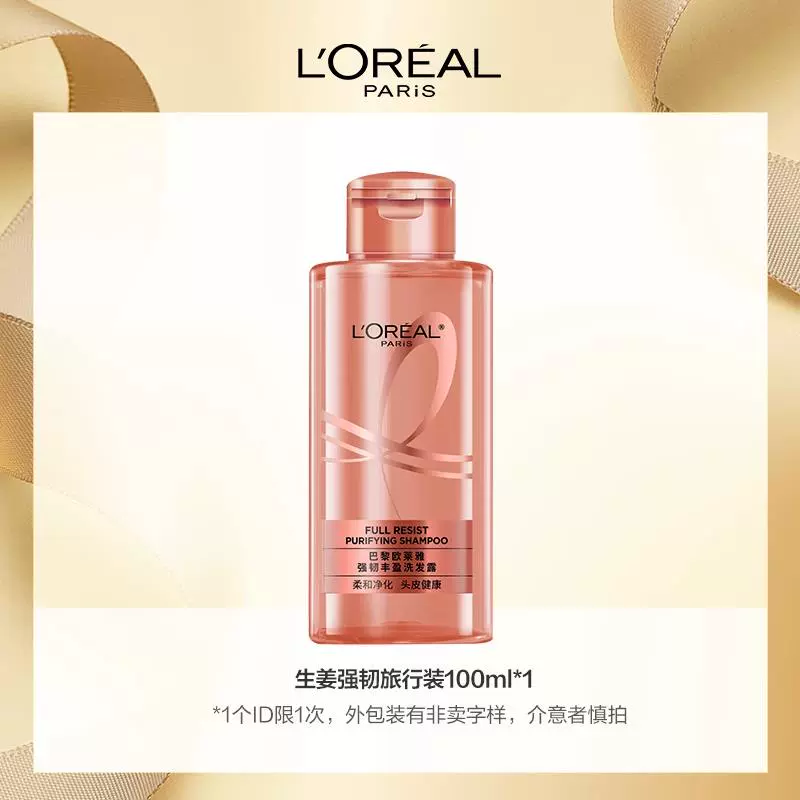 L'ORÉAL
PARiS
L'ORÉAL®
PARiS
FULL RESIST
PURIFYING SHAMPOO
巴黎欧莱雅
强韧丰盈洗发露
柔和净化 头皮健康
生姜强韧旅行装100ml*1
*1个ID限1次，外包装有非卖字样，介意者慎拍